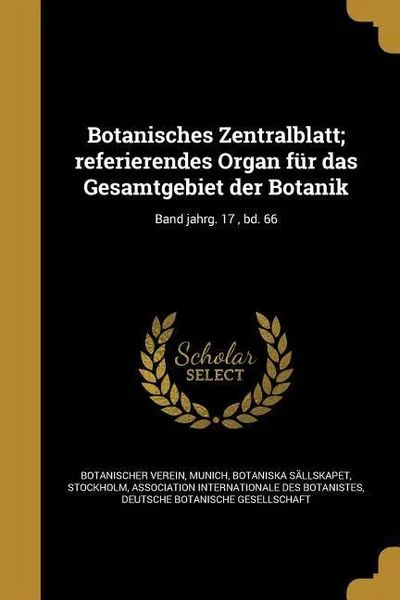 Botanisches Zentralblatt;
referierendes Organ für das
Gesamtgebiet der Botanik
Band jahrg. 17 , bd. 66
Scholar
SELECT
BOTANISCHER VEREIN, MUNICH, BOTANISKA SÄLLSKAPET,
STOCKHOLM, ASSOCIATION INTERNATIONALE DES BOTANISTES,
DEUTSCHE BOTANISCHE GESELLSCHAFT